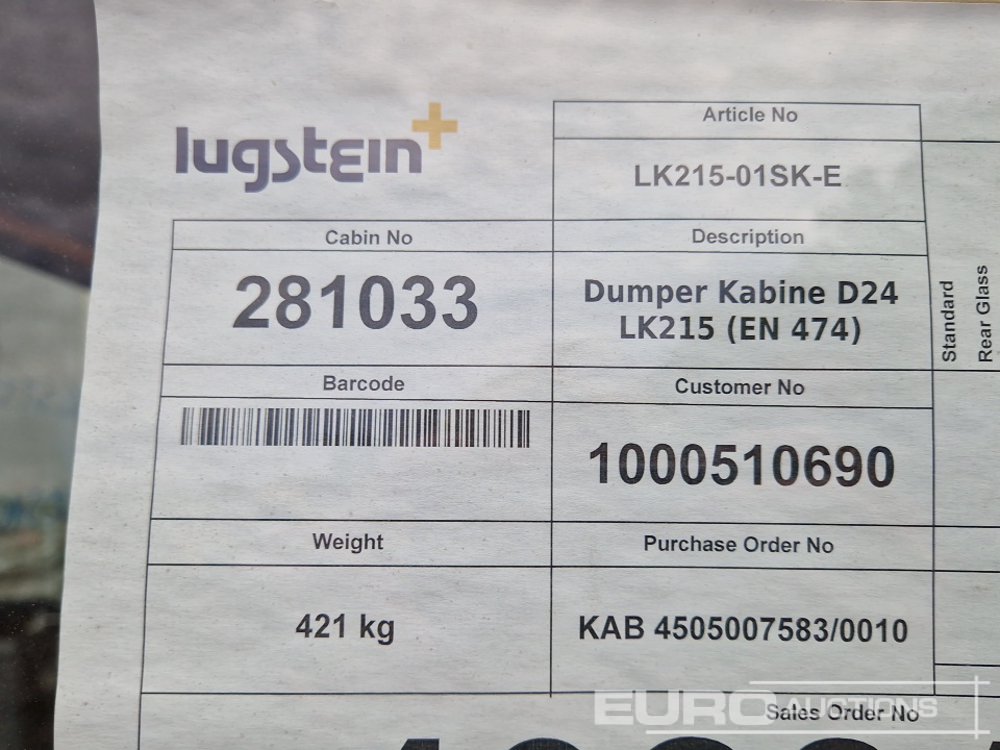 lugstein+
Article No
LK215-01SK-E
Cabin No
281033
Description
Dumper Kabine D24
LK215 (EN 474)
Standard
Rear Glass
Barcode
Customer No
1000510690
Weight
421 kg
Purchase Order No
KAB 4505007583/0010
Sales Order No
EURO AUCTIONS